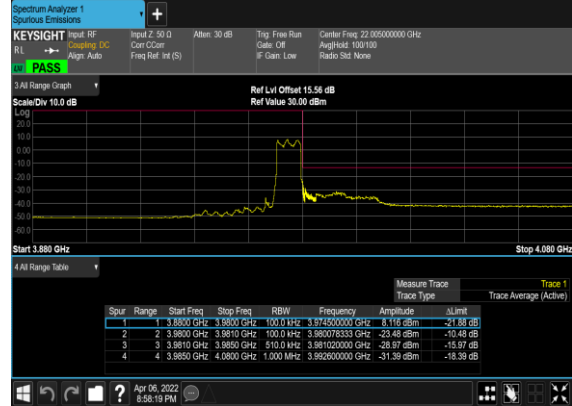 Spectrum Analyzer 1
Spurious Emissions
KEYSIGHT Input: RF Input Z: 50 Ω Atten: 30 dB Trig: Free Run Center Freq: 22.005000000 GHz
RL Coupling: DC Corr CCorr Gate: Off Avg|Hold: 100/100
Align: Auto Freq Ref: Int (S) IF Gain: Low Radio Std: None
PASS
3 All Range Graph
Ref Lvl Offset 15.56 dB
Scale/Div 10.0 dB Ref Value 30.00 dBm
Log
20.0
10.0
0.00
-10.0
-20.0
-30.0
-40.0
-50.0
-60.0
Start 3.880 GHz Stop 4.080 GHz
4 All Range Table
Measure Trace Trace 1
Trace Type Trace Average (Active)
Spur Range Start Freq Stop Freq RBW Frequency Amplitude ΔLimit
1 1 3.8800 GHz 3.9800 GHz 100.0 kHz 3.974500000 GHz 8.116 dBm -21.88 dB
2 2 3.9800 GHz 3.9810 GHz 100.0 kHz 3.980078333 GHz -23.48 dBm -10.48 dB
3 3 3.9810 GHz 3.9850 GHz 510.0 kHz 3.981020000 GHz -28.97 dBm -15.97 dB
4 4 3.9850 GHz 4.0800 GHz 1.000 MHz 3.992600000 GHz -31.39 dBm -18.39 dB
? Apr 06, 2022
8:58:19 PM